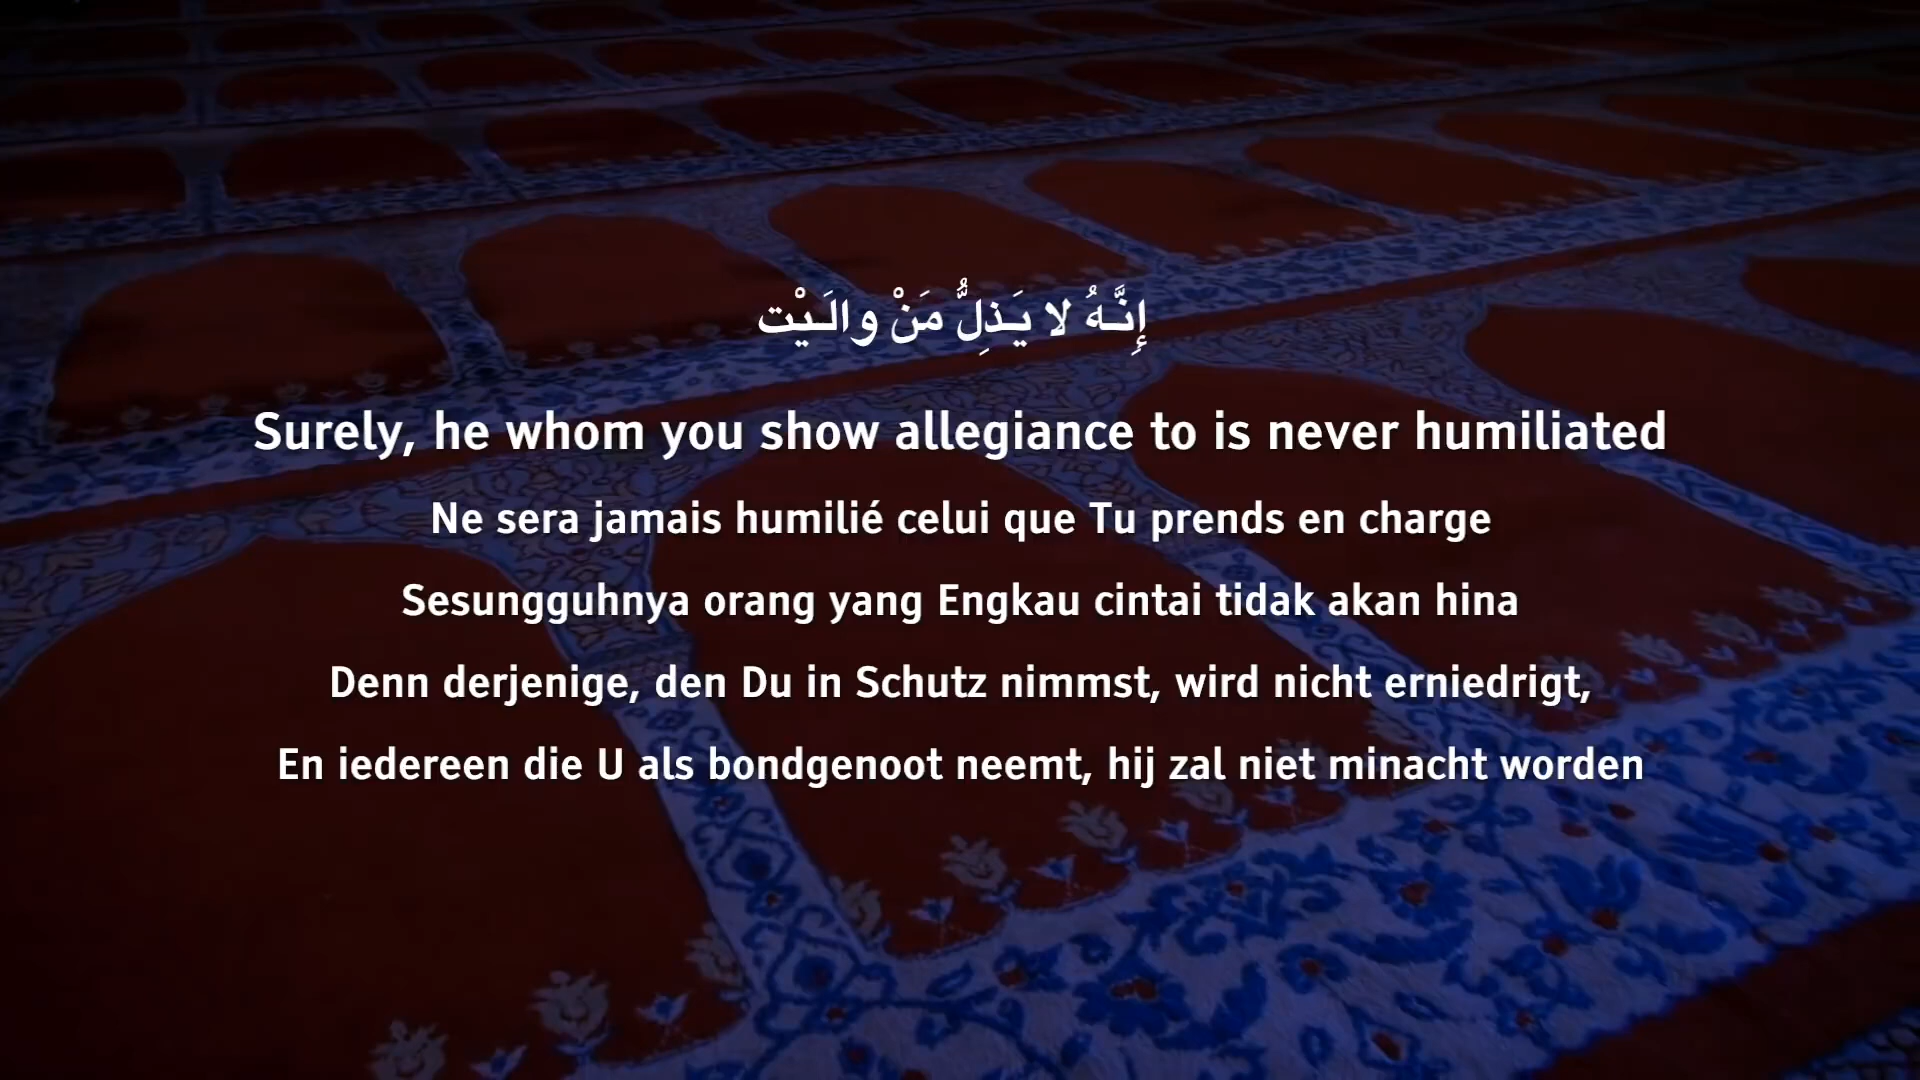 إِنَّـهُ لا يَـذِلُّ مَنْ والَـيْت
Surely, he whom you show allegiance to is never humiliated
Ne sera jamais humilié celui que Tu prends en charge
Sesungguhnya orang yang Engkau cintai tidak akan hina
Denn derjenige, den Du in Schutz nimmst, wird nicht erniedrigt,
En iedereen die U als bondgenoot neemt, hij zal niet minacht worden